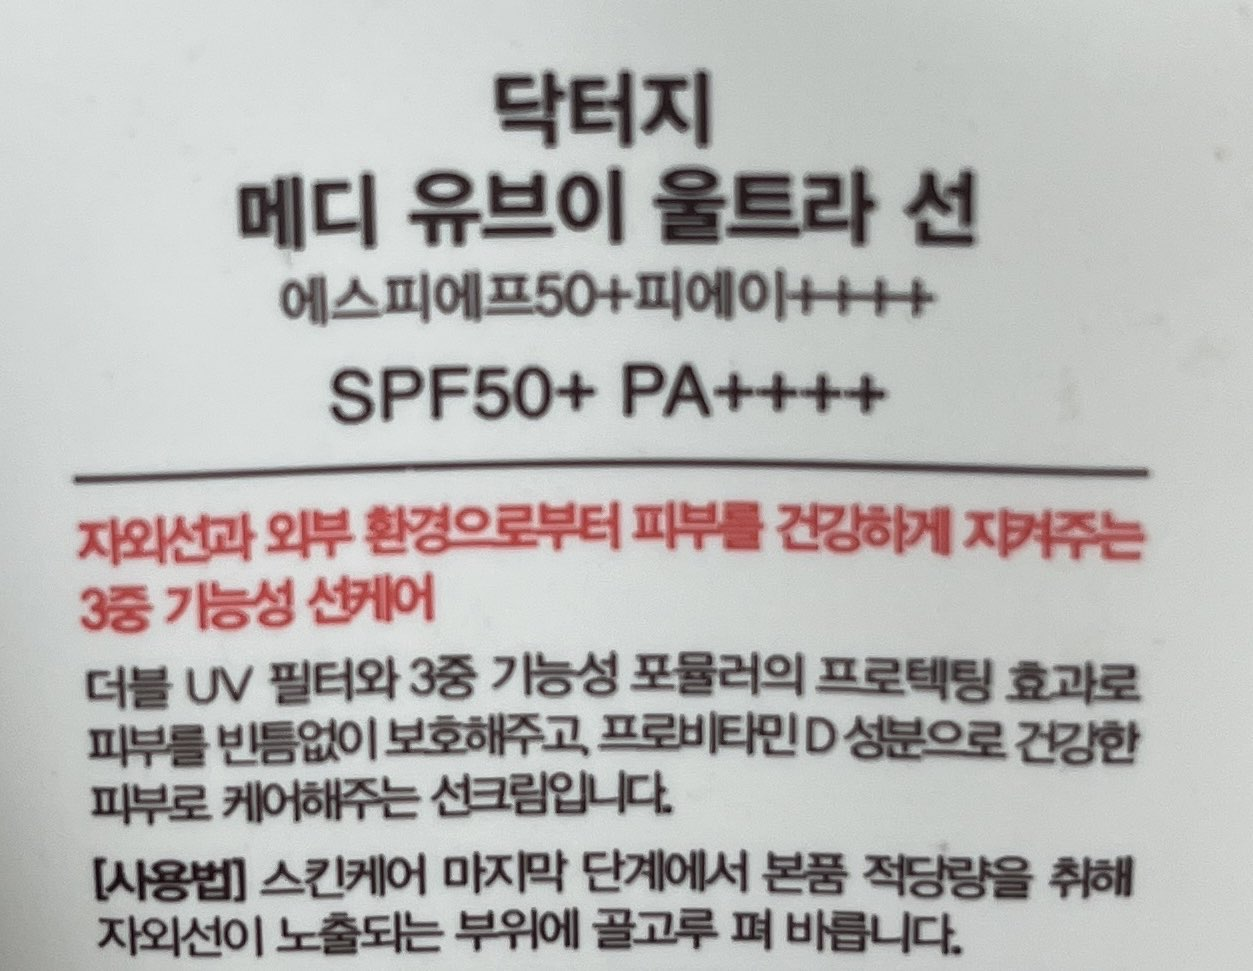 닥터지
메디 유브이 울트라 선
에스피에프50+피에이++++
SPF50+ PA++++
자외선과 외부 환경으로부터 피부를 건강하게 지켜주는
3중 기능성 선케어
더블 UV 필터와 3중 기능성 포뮬러의 프로텍팅 효과로
피부를 빈틈없이 보호해주고, 프로비타민 D 성분으로 건강한
피부로 케어해주는 선크림입니다.
[사용법] 스킨케어 마지막 단계에서 본품 적당량을 취해
자외선이 노출되는 부위에 골고루 펴 바릅니다.